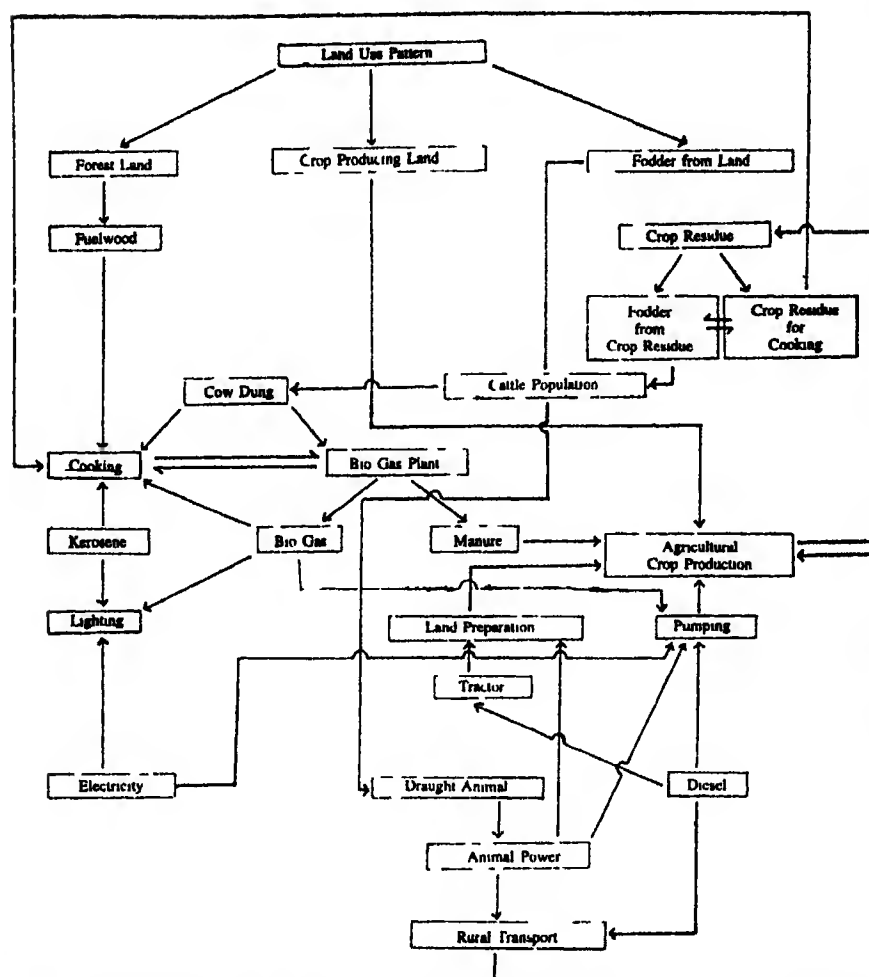 Land Use Pattern
Forest Land
Crop Producing Land
Fodder from Land
Fuelwood
Crop Residue
Fodder
from
Crop Residue
Crop Residue
for
Cooking
Cow Dung
Cattle Population
Cooking
Bio Gas Plant
Kerosene
Bio Gas
Manure
Agricultural
Crop Production
Lighting
Land Preparation
Pumping
Tractor
Electricity
Draught Animal
Diesel
Animal Power
Rural Transport